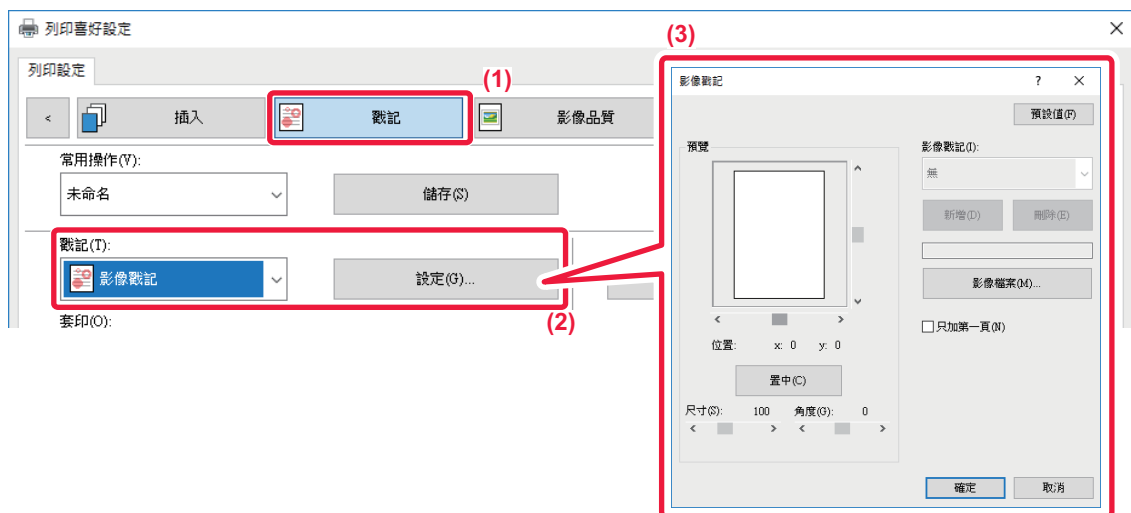 列印喜好設定
列印設定
(1)
< 插入 戳記 影像品質
常用操作(V):
未命名 儲存(S)
戳記(T):
影像戳記 設定(G)...
(2)
套印(O):
(3)
影像戳記 ? ×
預設值(F)
預覽
影像戳記(I):
無
新增(D) 刪除(E)
影像檔案(M)...
只加第一頁(N)
位置: x: 0 y: 0
置中(C)
尺寸(S): 100 角度(G): 0
確定 取消